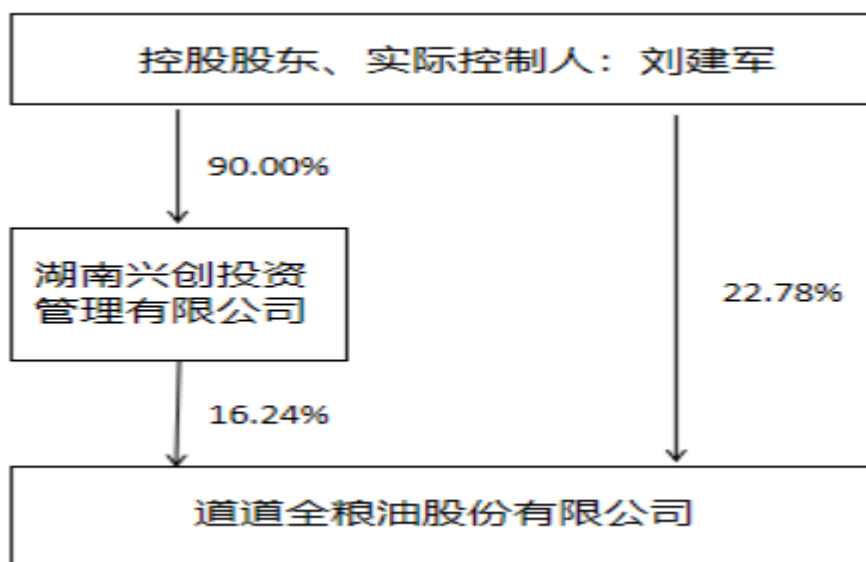 控股股东、实际控制人：刘建军
90.00%
湖南兴创投资
管理有限公司
22.78%
16.24%
道道全粮油股份有限公司